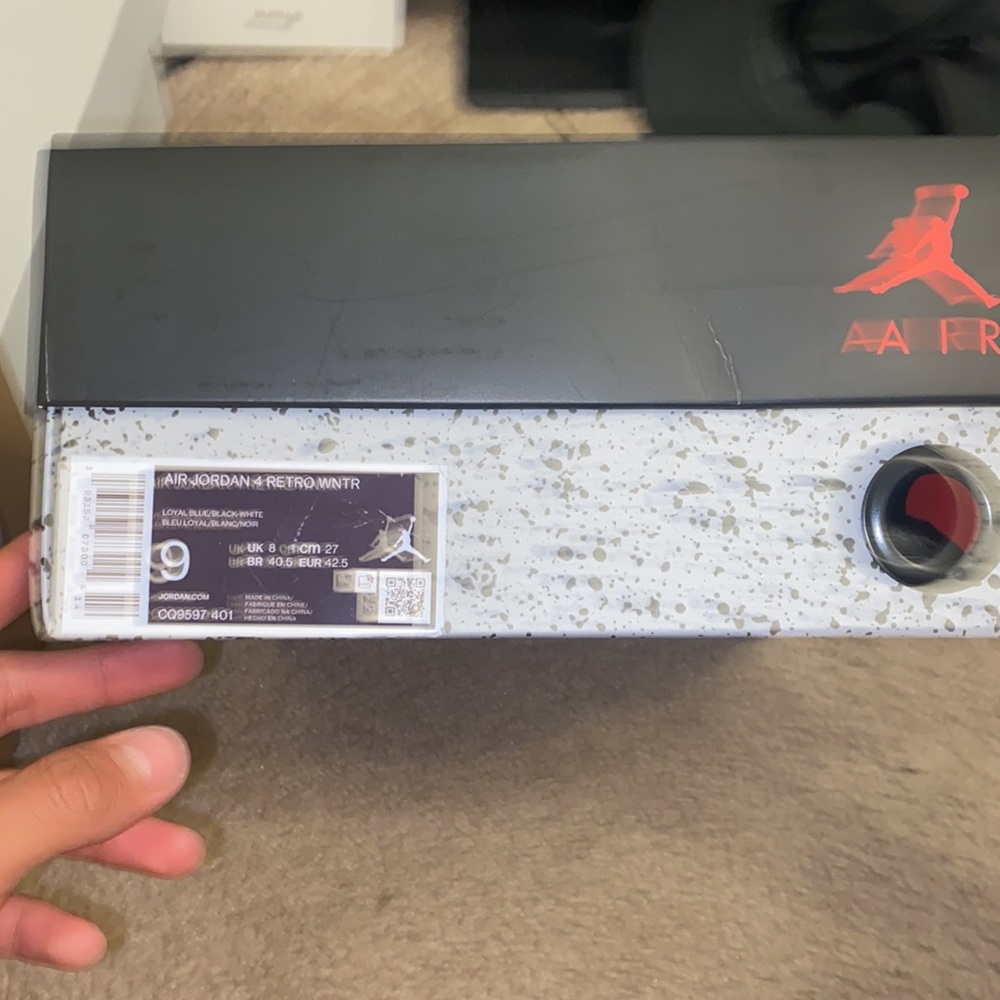 AIR
AIR JORDAN 4 RETRO WNTR
LOYAL BLUE/BLACK-WHITE
BLEU LOYAL/BLANC/NOIR
9
UK 8 cm 27
BR 40.5 EUR 42.5
JORDAN.COM
CQ9597 401
MADE IN CHINA/
FABRIQUE EN CHINE/
FABRICADO NA CHINA/
HECHO EN CHINA